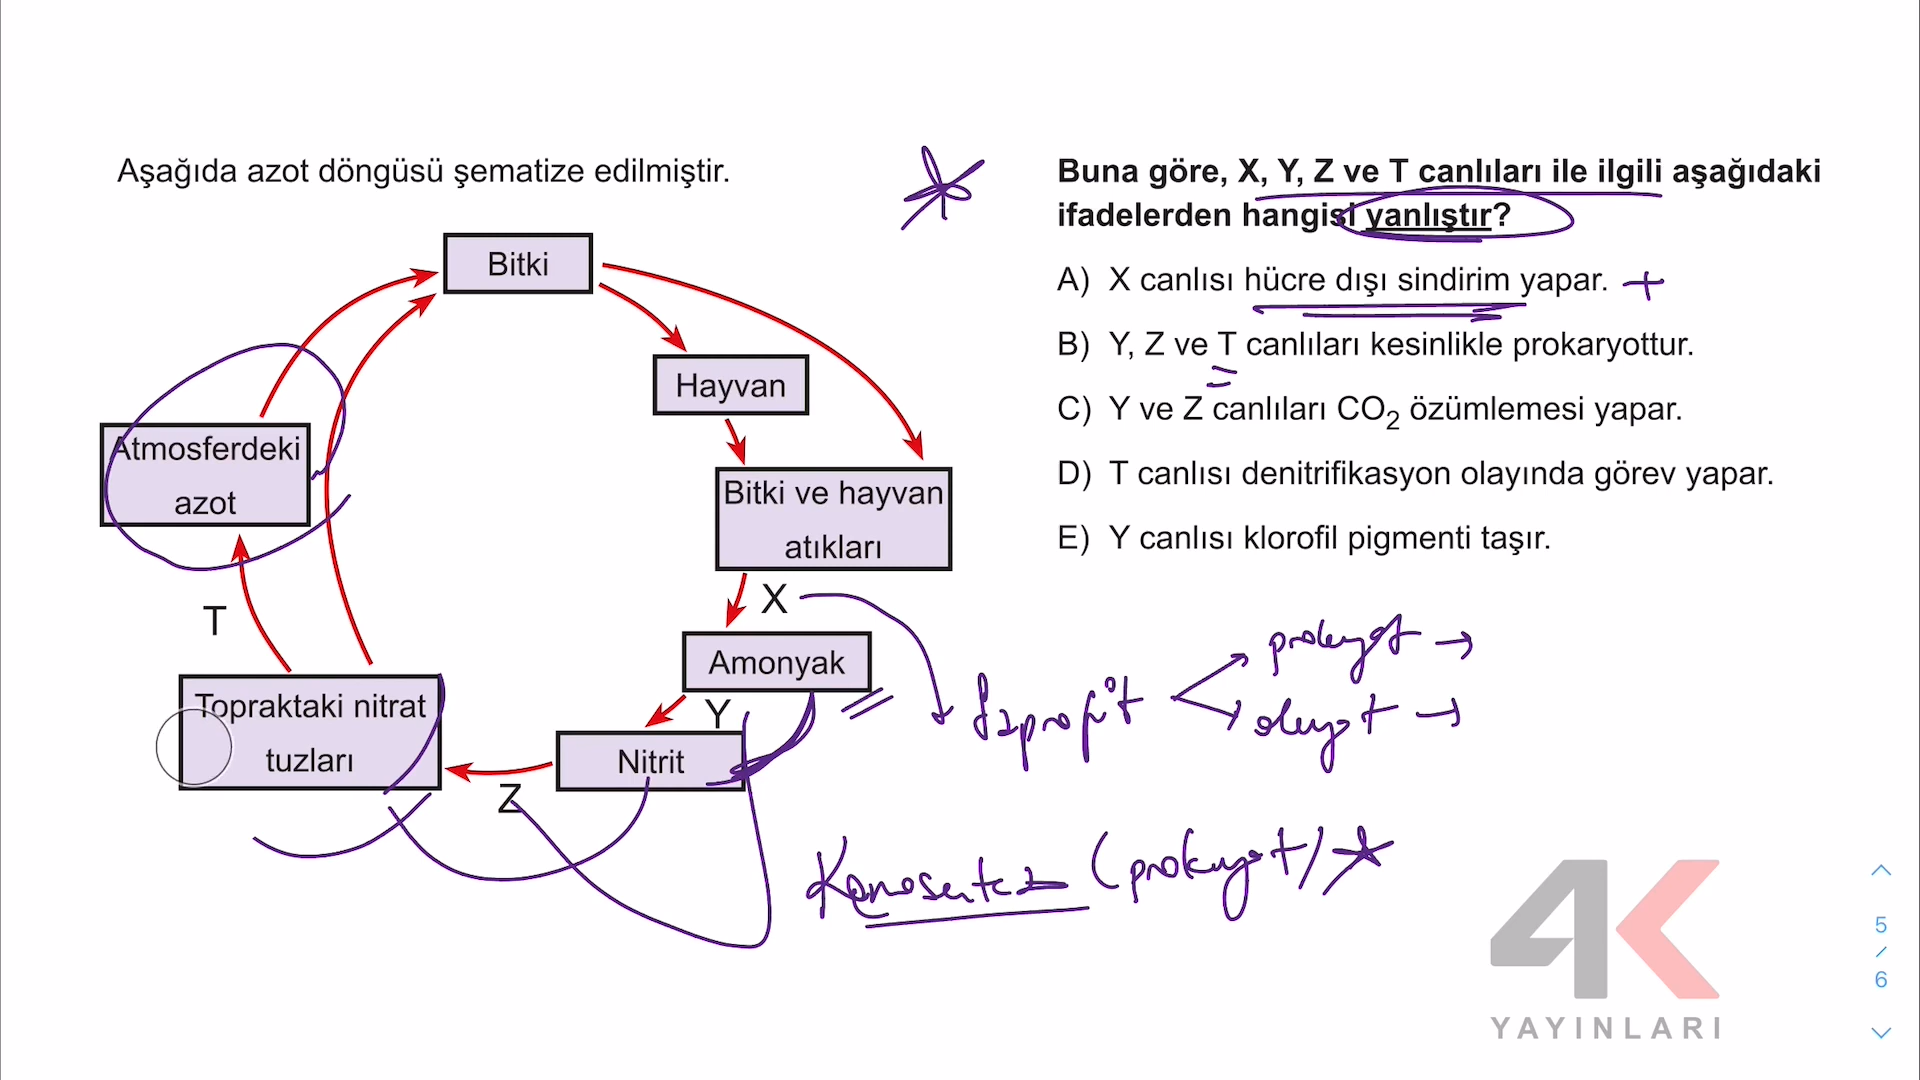 Aşağıda azot döngüsü şematize edilmiştir.
Bitki
Hayvan
Atmosferdeki
azot
Bitki ve hayvan
atıkları
X
T
Amonyak
Y
Topraktaki nitrat
tuzları
Nitrit
Z
Buna göre, X, Y, Z ve T canlıları ile ilgili aşağıdaki
ifadelerden hangisi yanlıştır?
A) X canlısı hücre dışı sindirim yapar. +
B) Y, Z ve T canlıları kesinlikle prokaryottur.
C) Y ve Z canlıları CO₂ özümlemesi yapar.
D) T canlısı denitrifikasyon olayında görev yapar.
E) Y canlısı klorofil pigmenti taşır.
4K
YAYINLARI
5
/
6